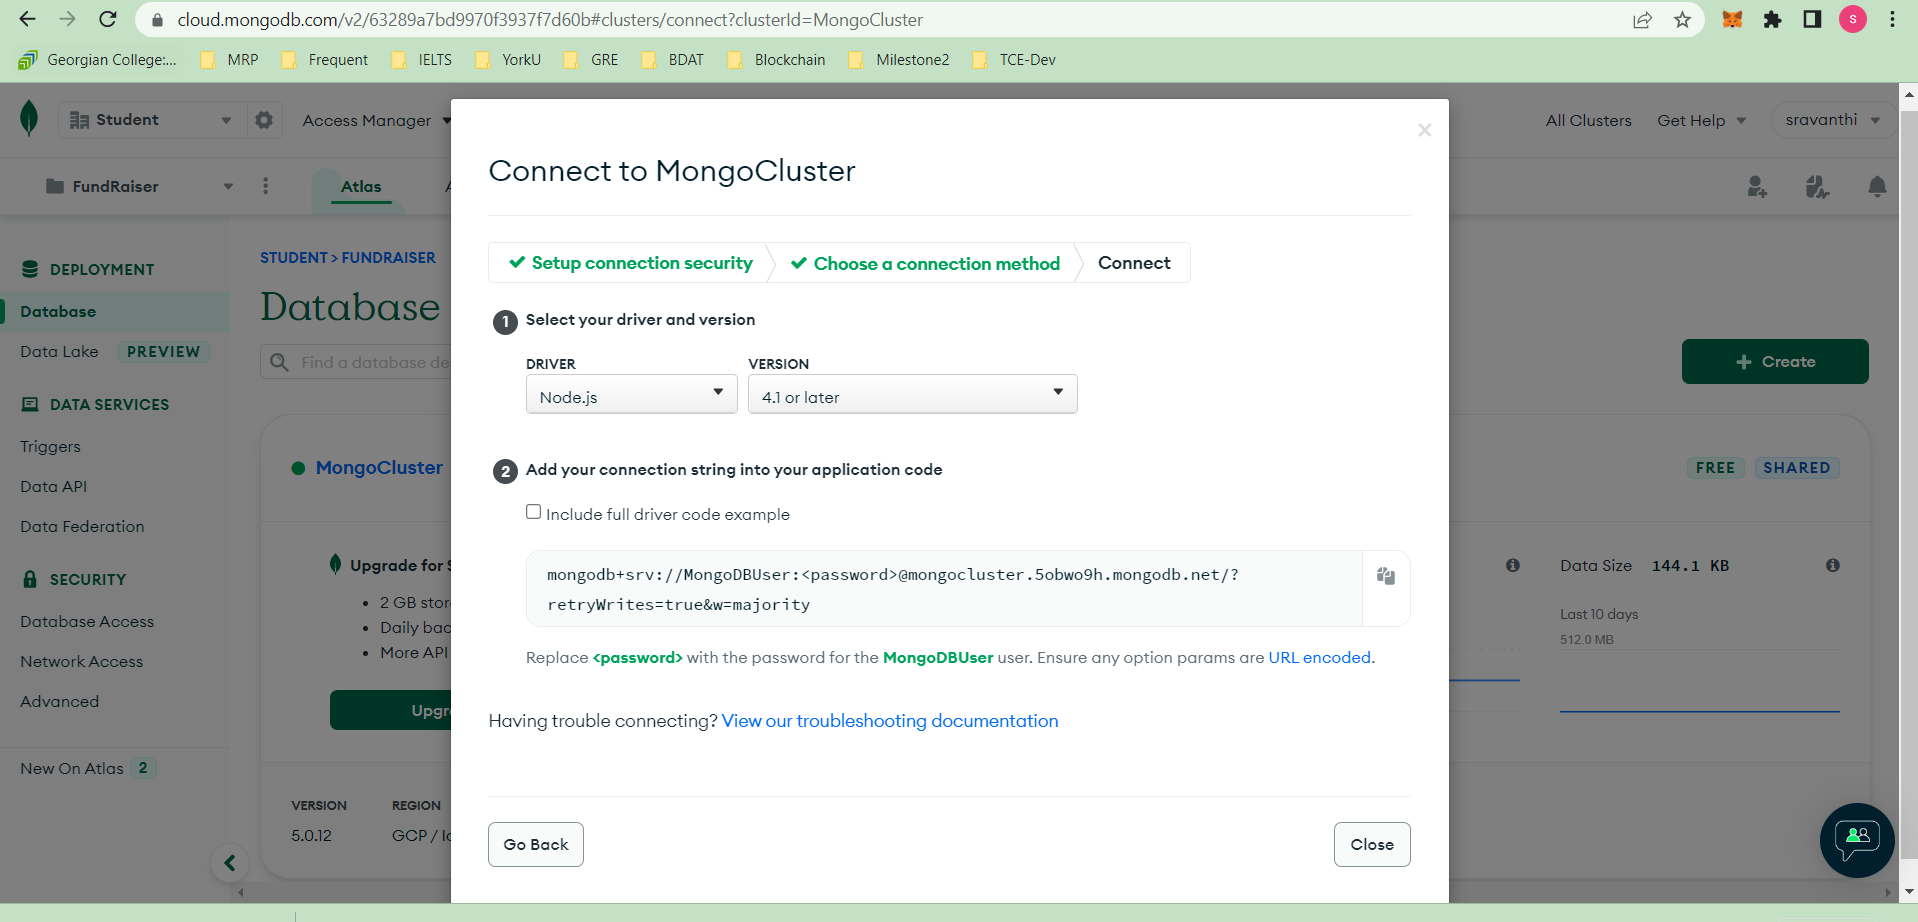 cloud.mongodb.com/v2/63289a7bd9970f3937f7d60b#clusters/connect?clusterId=MongoCluster
S
Georgian College:...
MRP
Frequent
IELTS
YorkU
GRE
BDAT
Blockchain
Milestone2
TCE-Dev
Student
Access Manager
All Clusters
Get Help
sravanthi
FundRaiser
Atlas
DEPLOYMENT
Database
Data Lake PREVIEW
DATA SERVICES
Triggers
Data API
Data Federation
SECURITY
Database Access
Network Access
Advanced
New On Atlas 2
STUDENT > FUNDRAISER
Database
Find a database de
+ Create
MongoCluster
FREE SHARED
Upgrade for
2 GB stor
Daily bac
More API
Upgr
VERSION
5.0.12
REGION
GCP /
Data Size 144.1 KB
Last 10 days
512.0 MB
Connect to MongoCluster
Setup connection security
Choose a connection method
Connect
1 Select your driver and version
DRIVER
Node.js
VERSION
4.1 or later
2 Add your connection string into your application code
Include full driver code example
mongodb+srv://MongoDBUser:<password>@mongocluster.5obwo9h.mongodb.net/?
retryWrites=true&w=majority
Replace <password> with the password for the MongoDBUser user. Ensure any option params are URL encoded.
Having trouble connecting? View our troubleshooting documentation
Go Back
Close